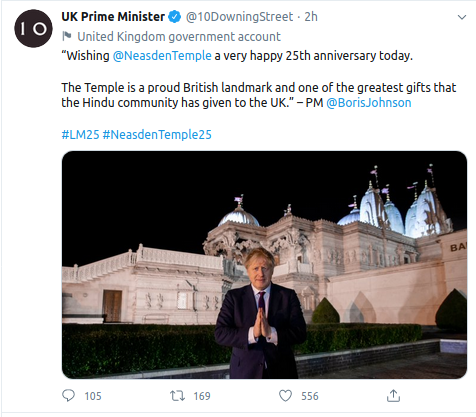 10
UK Prime Minister @10DowningStreet · 2h
United Kingdom government account
“Wishing @NeasdenTemple a very happy 25th anniversary today.
The Temple is a proud British landmark and one of the greatest gifts that
the Hindu community has given to the UK.” – PM @BorisJohnson
#LM25 #NeasdenTemple25
BA
105 169 556